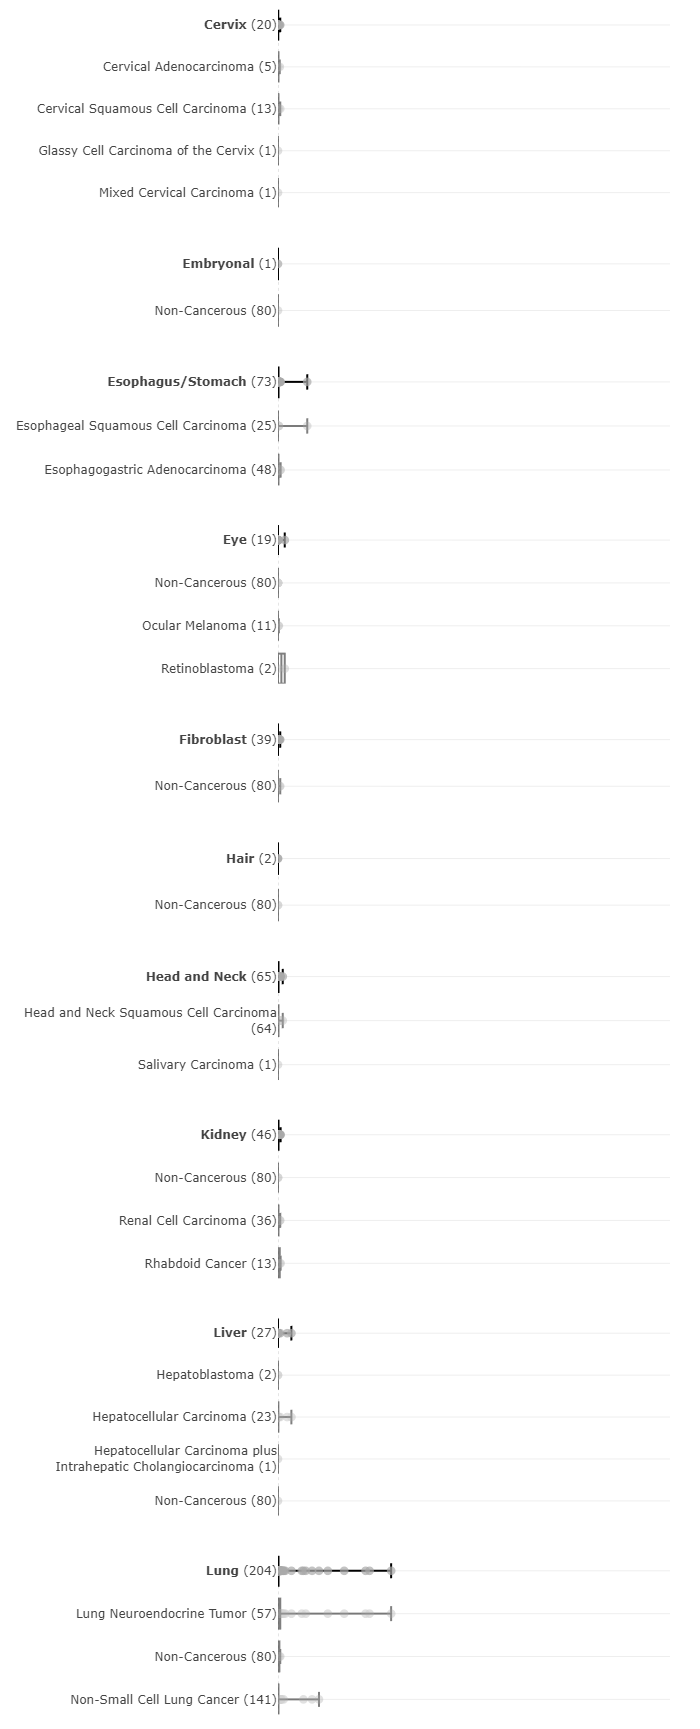 Cervix (20)
Cervical Adenocarcinoma (5)
Cervical Squamous Cell Carcinoma (13)
Glassy Cell Carcinoma of the Cervix (1)
Mixed Cervical Carcinoma (1)
Embryonal (1)
Non-Cancerous (80)
Esophagus/Stomach (73)
Esophageal Squamous Cell Carcinoma (25)
Esophagogastric Adenocarcinoma (48)
Eye (19)
Non-Cancerous (80)
Ocular Melanoma (11)
Retinoblastoma (2)
Fibroblast (39)
Non-Cancerous (80)
Hair (2)
Non-Cancerous (80)
Head and Neck (65)
Head and Neck Squamous Cell Carcinoma
(64)
Salivary Carcinoma (1)
Kidney (46)
Non-Cancerous (80)
Renal Cell Carcinoma (36)
Rhabdoid Cancer (13)
Liver (27)
Hepatoblastoma (2)
Hepatocellular Carcinoma (23)
Hepatocellular Carcinoma plus
Intrahepatic Cholangiocarcinoma (1)
Non-Cancerous (80)
Lung (204)
Lung Neuroendocrine Tumor (57)
Non-Cancerous (80)
Non-Small Cell Lung Cancer (141)